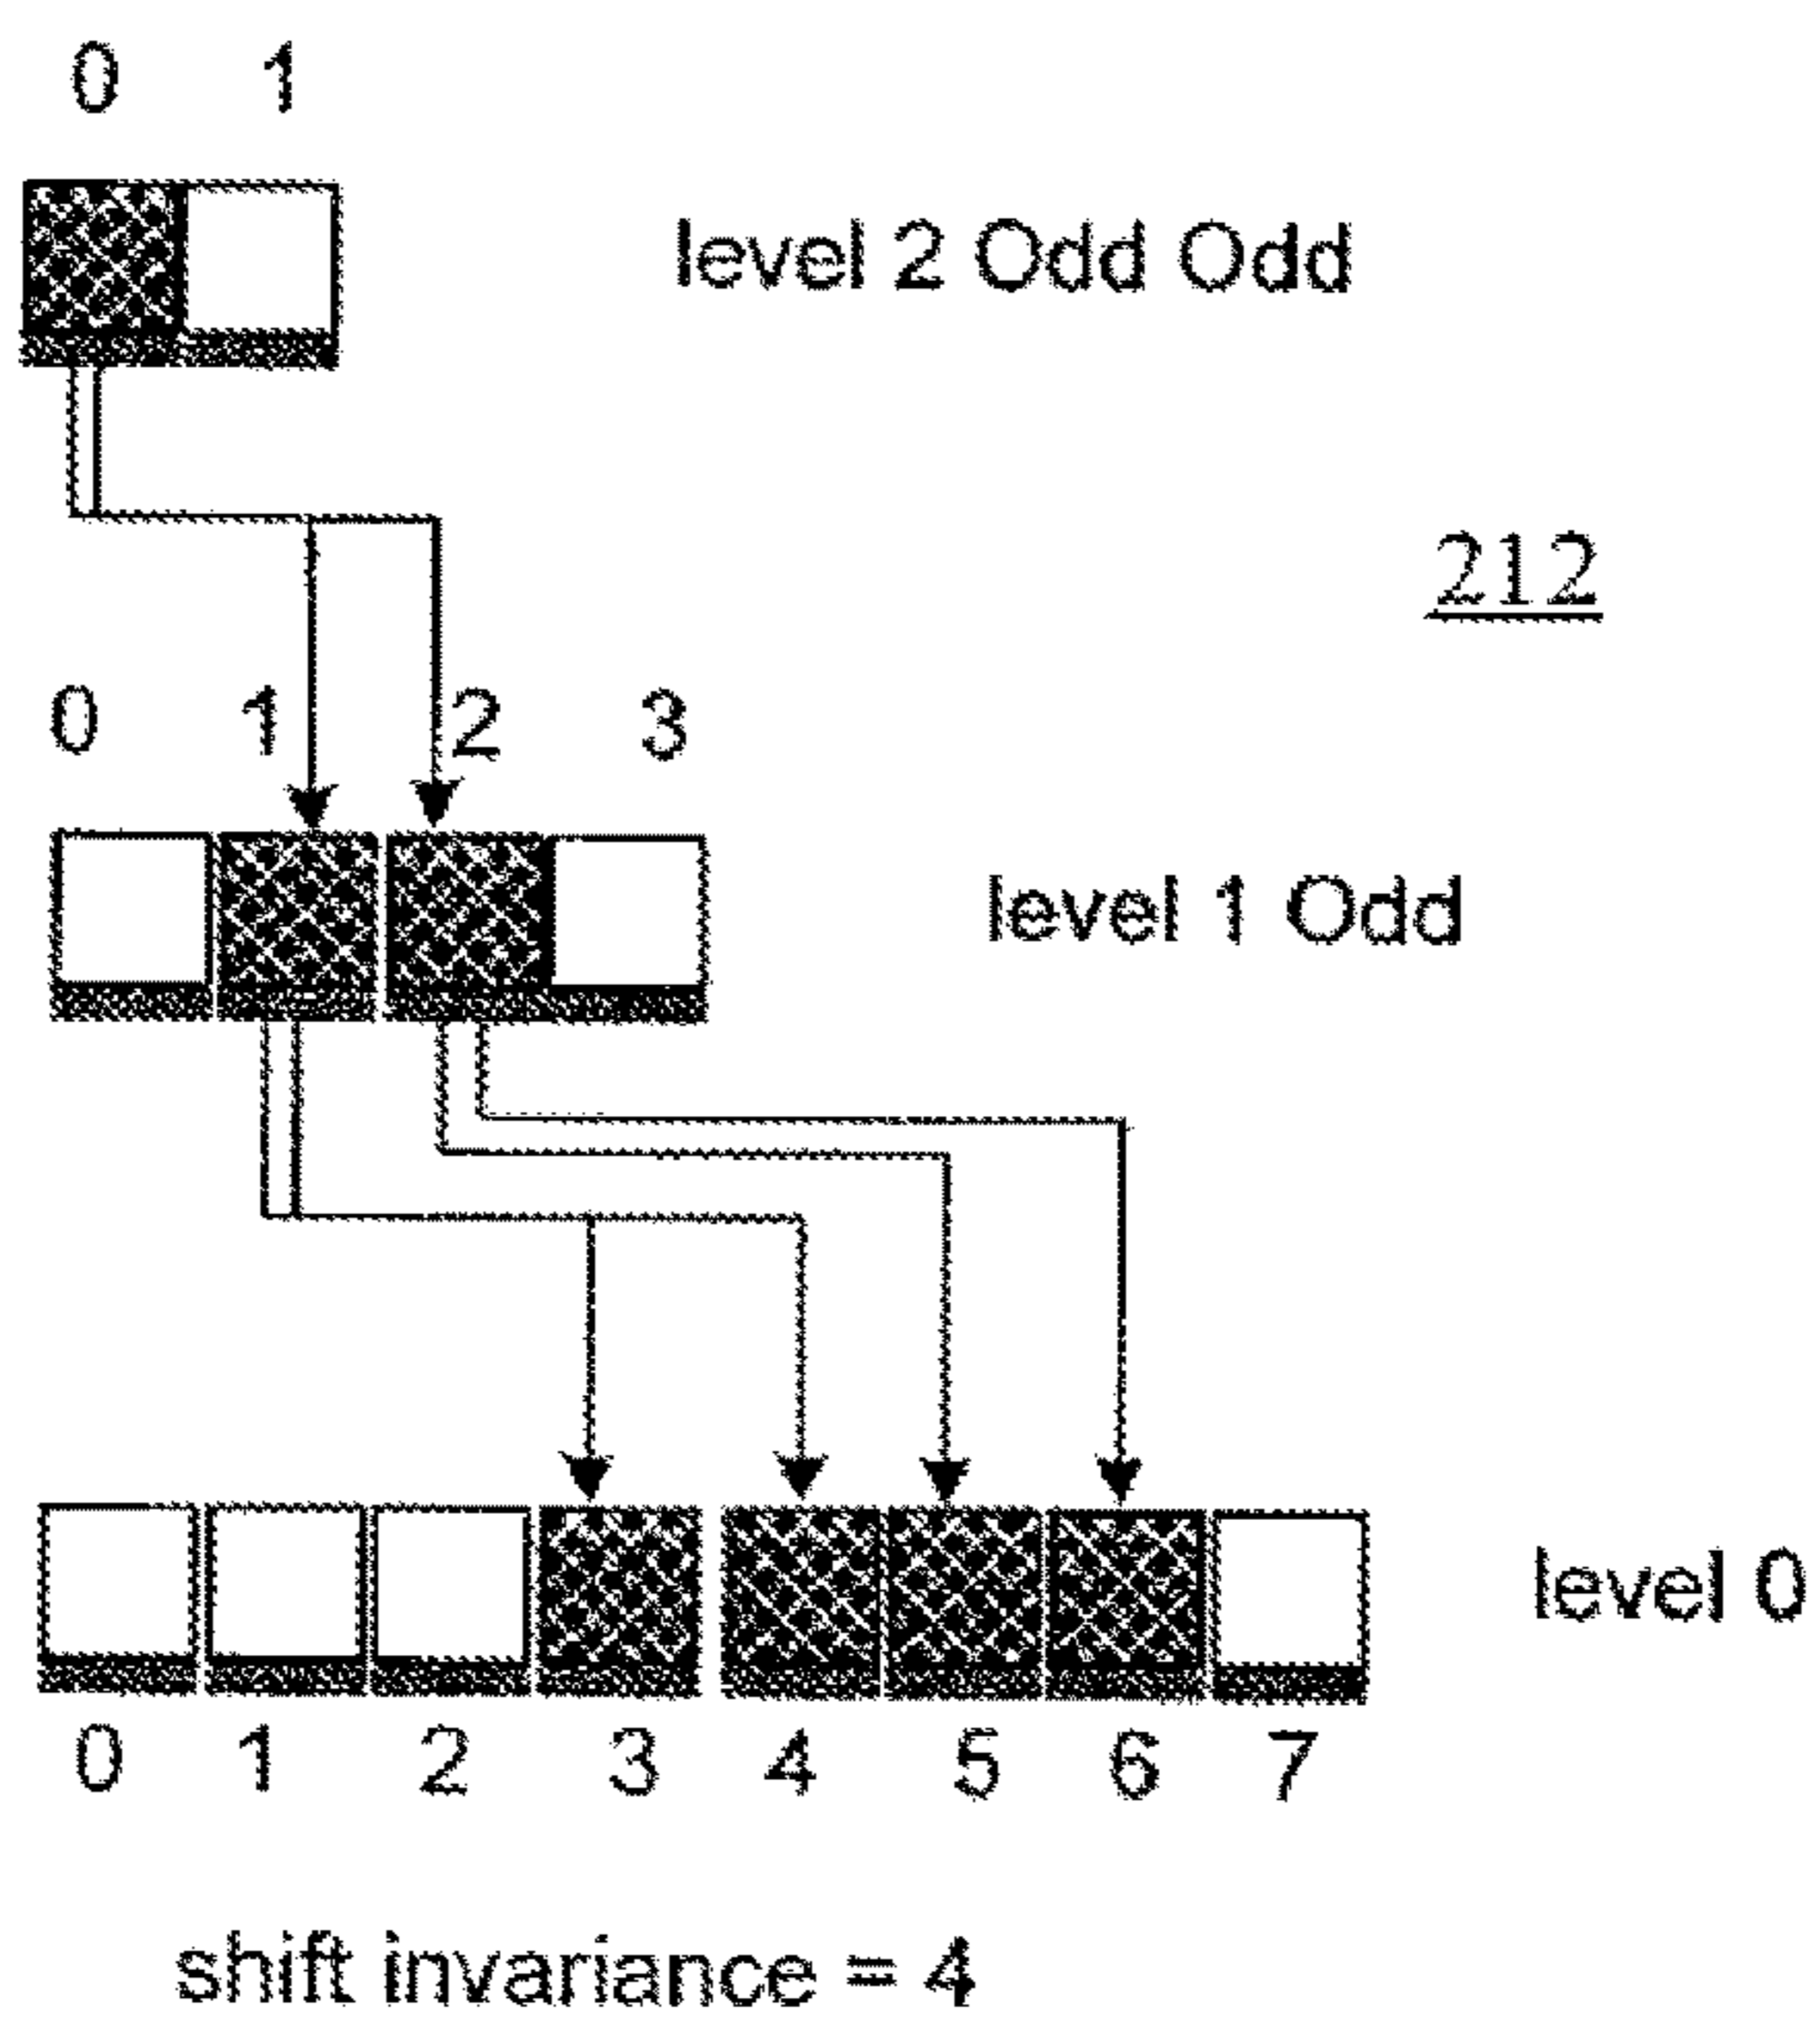 0 1
level 2 Odd Odd
212
0 1 2 3
level 1 Odd
level 0
0 1 2 3 4 5 6 7
shift invariance = 4